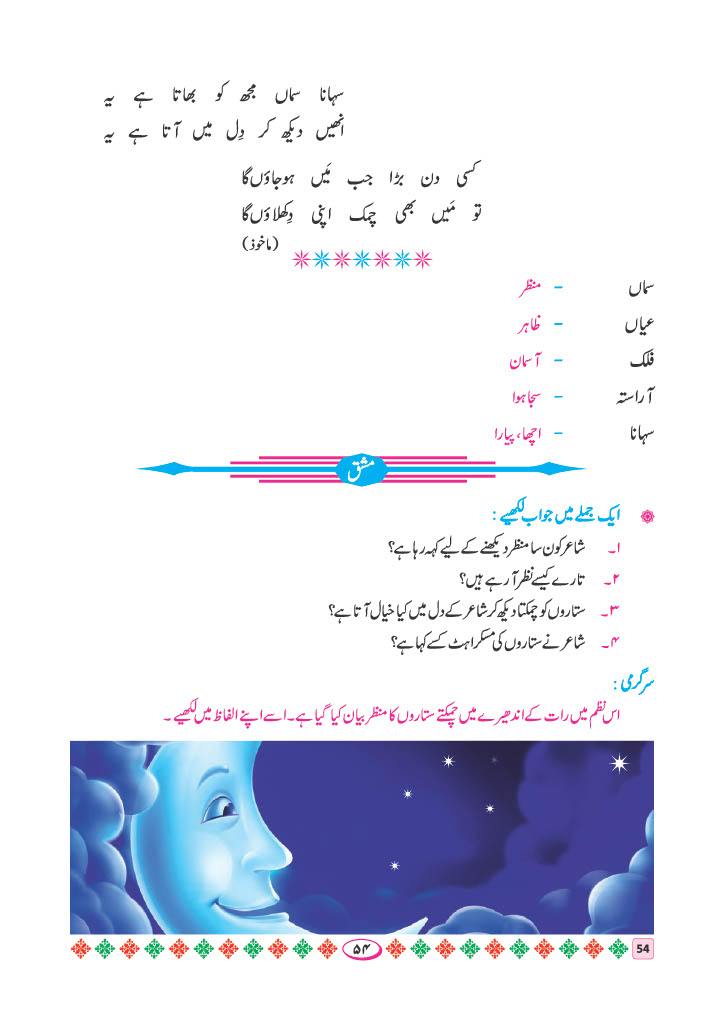 سہانا سماں مجھ کو بھاتا ہے یہ
انھیں دیکھ کر دِل میں آتا ہے یہ
کسی دن بڑا جب مَیں ہوجاؤں گا
تو مَیں بھی چمک اپنی دِکھلاؤں گا
(ماخوذ)
سماں - منظر
عیاں - ظاہر
فلک - آسمان
آراستہ - سجا ہوا
سہانا - اچھا، پیارا
مشق
ایک جملے میں جواب لکھیے :
۱۔ شاعر کون سا منظر دیکھنے کے لیے کہہ رہا ہے؟
۲۔ تارے کیسے نظر آ رہے ہیں؟
۳۔ ستاروں کو چمکتا دیکھ کر شاعر کے دل میں کیا خیال آتا ہے؟
۴۔ شاعر نے ستاروں کی مسکراہٹ کسے کہا ہے؟
سرگرمی :
اس نظم میں رات کے اندھیرے میں چمکتے ستاروں کا منظر بیان کیا گیا ہے۔ اسے اپنے الفاظ میں لکھیے ۔
۵۴
54